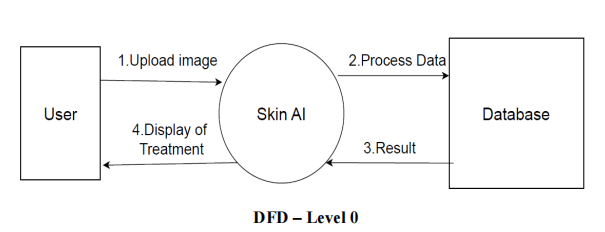 1.Upload image
2.Process Data
User
Skin AI
Database
4.Display of
Treatment
3.Result
DFD – Level 0